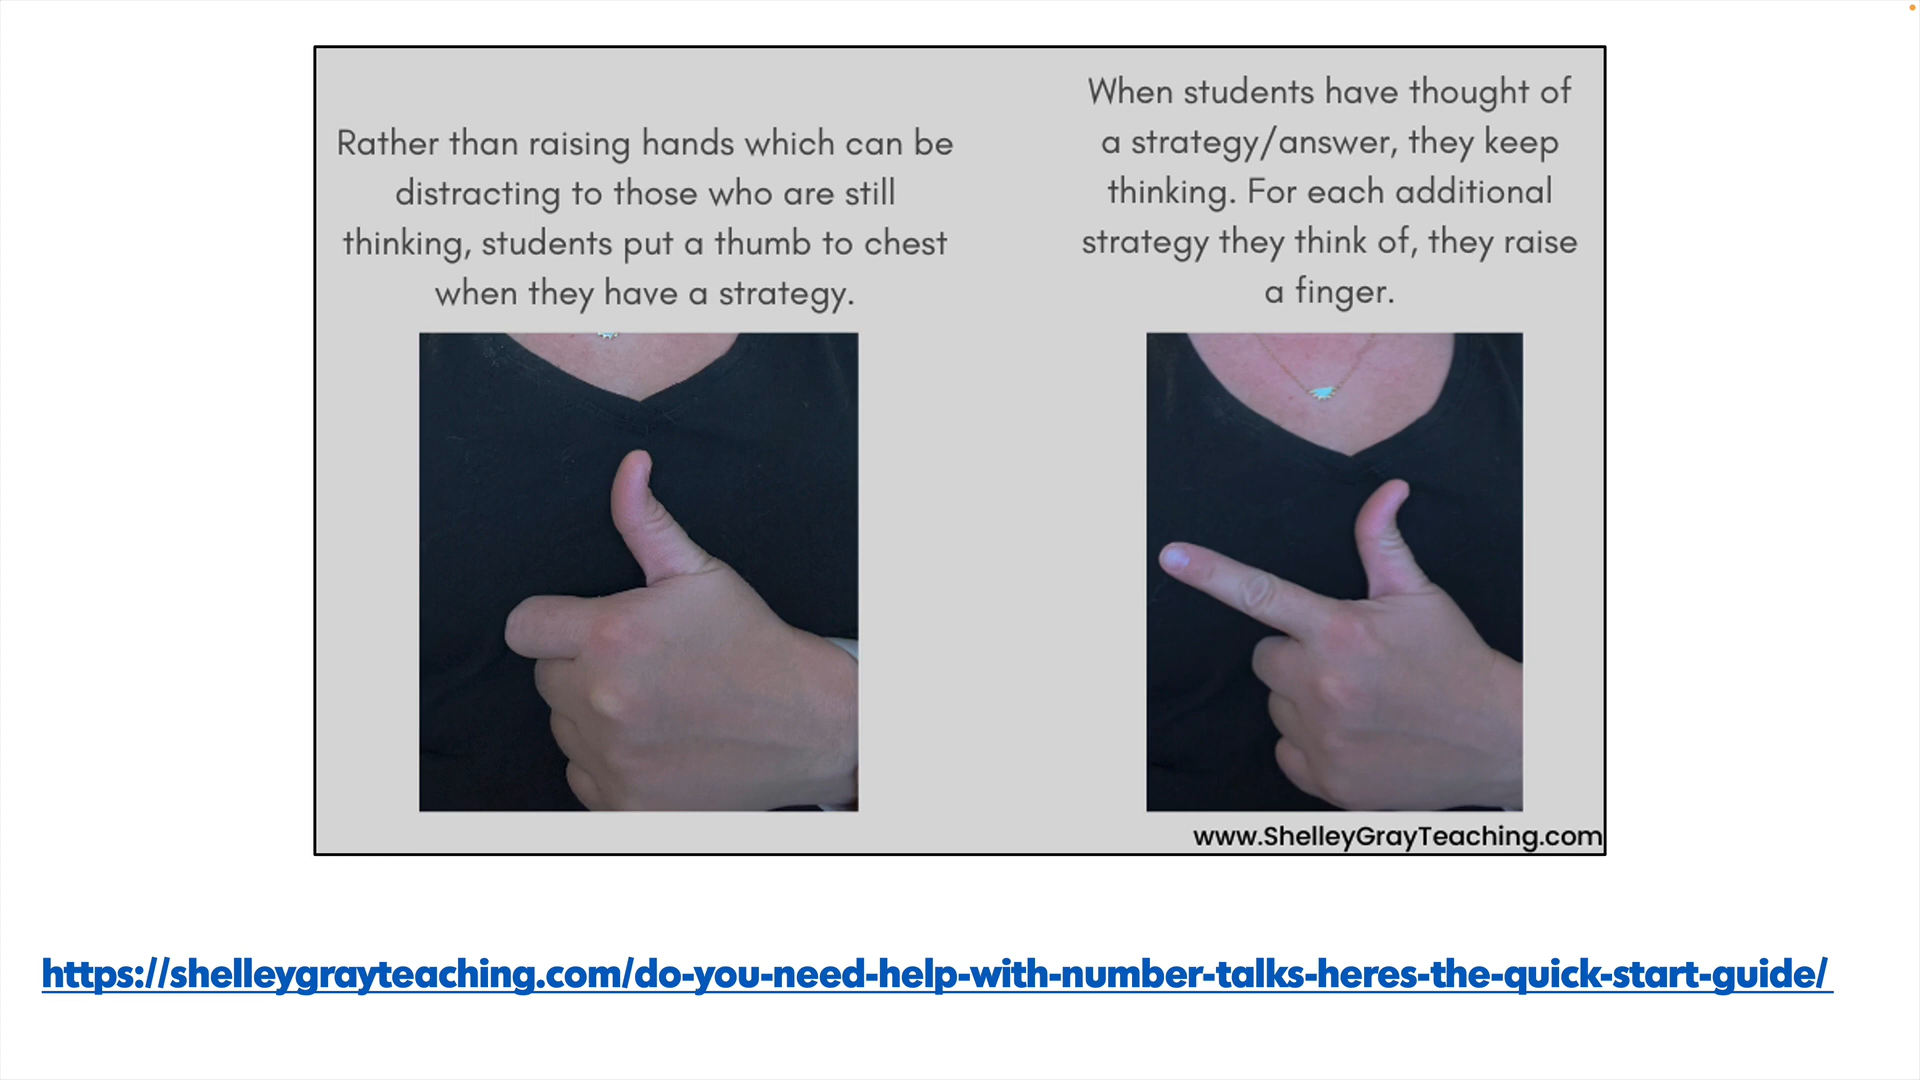 Rather than raising hands which can be
distracting to those who are still
thinking, students put a thumb to chest
when they have a strategy.
When students have thought of
a strategy/answer, they keep
thinking. For each additional
strategy they think of, they raise
a finger.
www.ShelleyGrayTeaching.com
https://shelleygrayteaching.com/do-you-need-help-with-number-talks-heres-the-quick-start-guide/